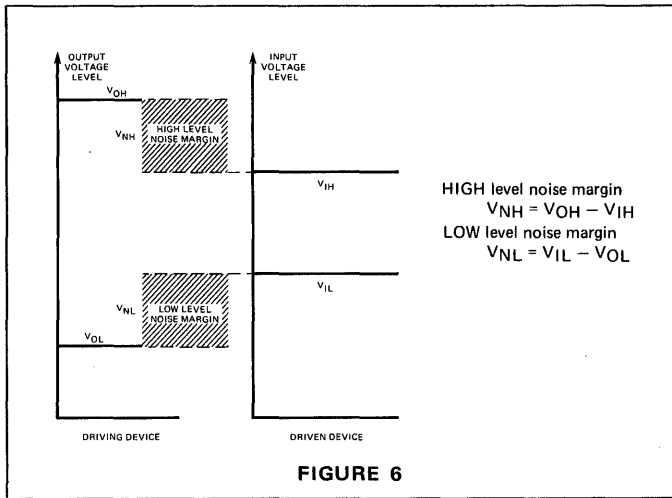 OUTPUT
VOLTAGE
LEVEL
VOH
VNH
HIGH LEVEL
NOISE MARGIN
VNL
LOW LEVEL
NOISE MARGIN
VOL
DRIVING DEVICE
INPUT
VOLTAGE
LEVEL
VIH
VIL
DRIVEN DEVICE
HIGH level noise margin
VNH = VOH – VIH
LOW level noise margin
VNL = VIL – VOL
FIGURE 6